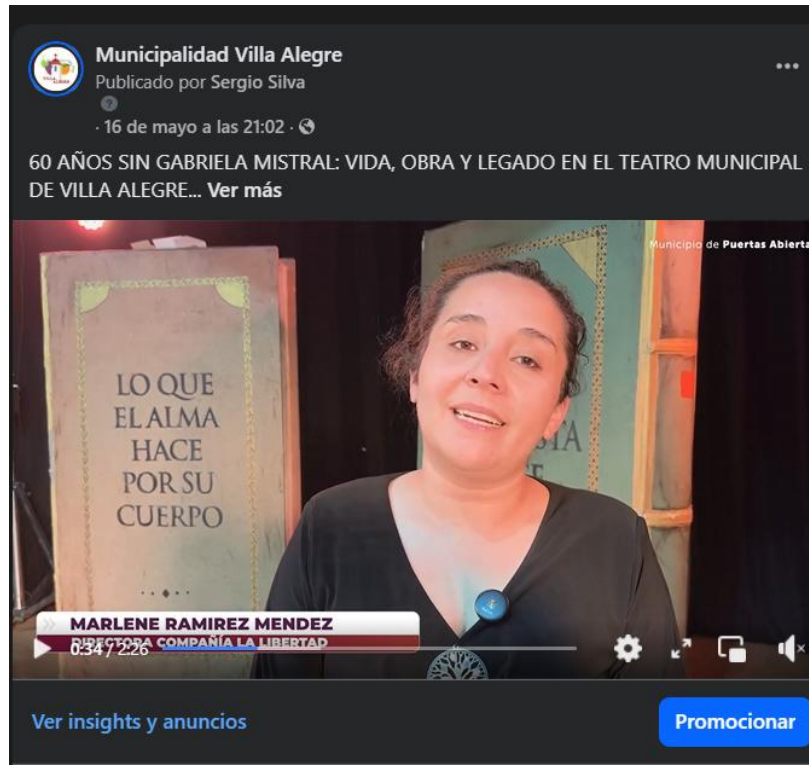 Municipalidad Villa Alegre
Publicado por Sergio Silva
· 16 de mayo a las 21:02 ·
60 AÑOS SIN GABRIELA MISTRAL: VIDA, OBRA Y LEGADO EN EL TEATRO MUNICIPAL
DE VILLA ALEGRE... Ver más
Municipio de Puertas Abierta
LO QUE
EL ALMA
HACE
POR SU
CUERPO
MARLENE RAMIREZ MENDEZ
DIRECTORA COMPAÑÍA LA LIBERTAD
0:34 / 2:26
Ver insights y anuncios
Promocionar